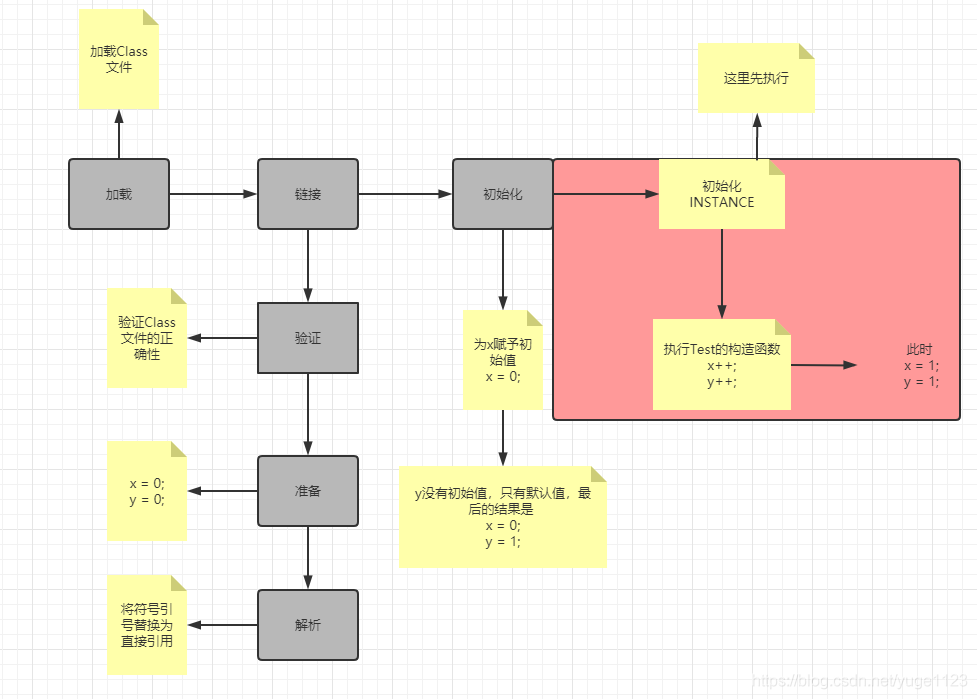 加载Class
文件
这里先执行
加载
链接
初始化
初始化
INSTANCE
验证Class
文件的正
确性
验证
为x赋予初
始值
x = 0;
执行Test的构造函数
x++;
y++;
此时
x = 1;
y = 1;
x = 0;
y = 0;
准备
y没有初始值，只有默认值，最
后的结果是
x = 0;
y = 1;
将符号引
号替换为
直接引用
解析
https://blog.csdn.net/yuge1123